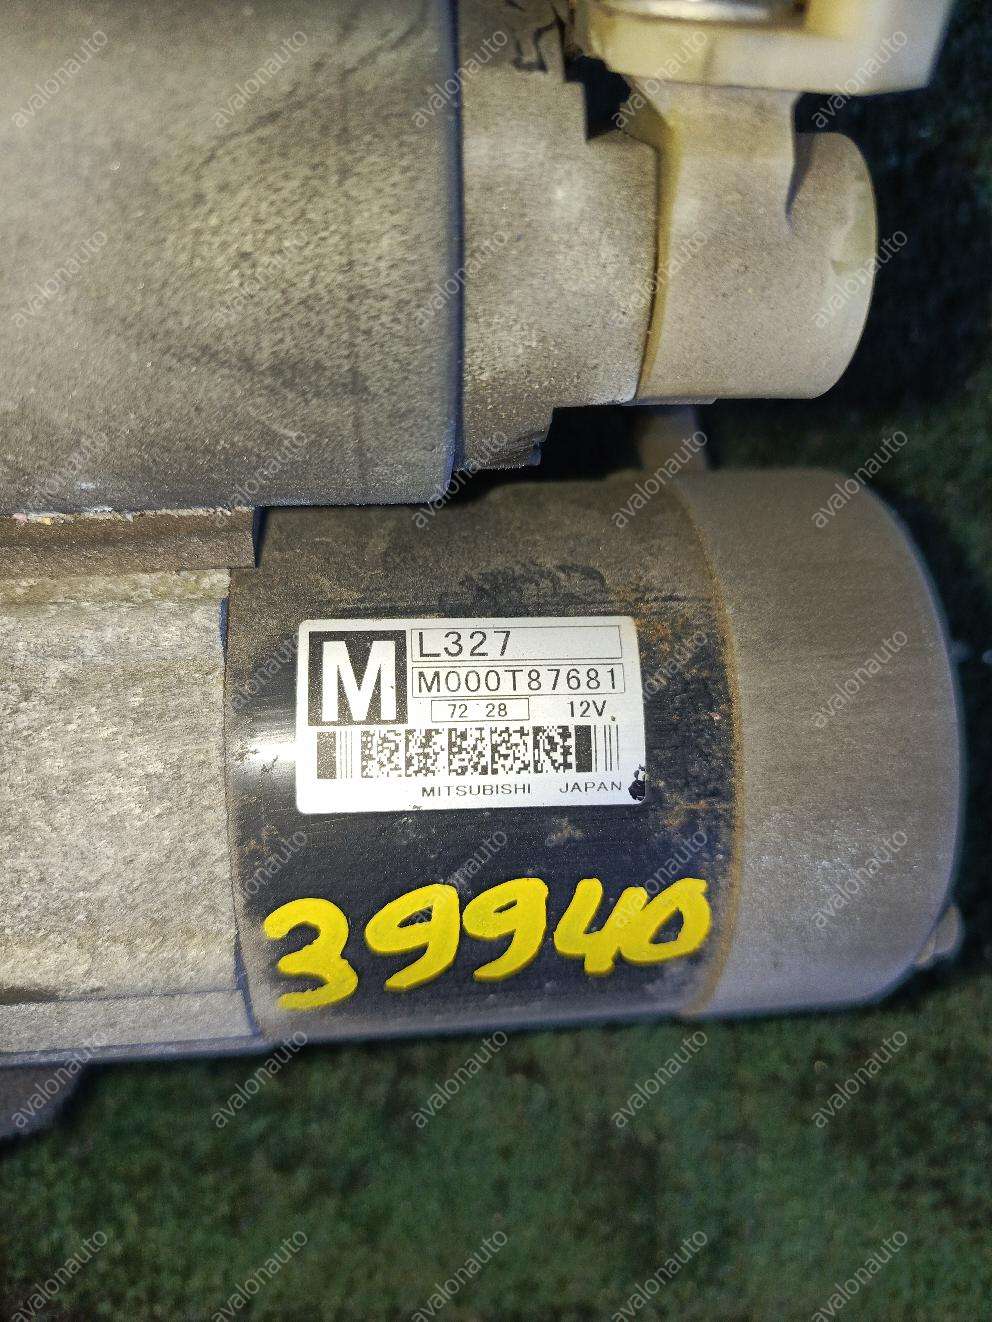 M
L327
M000T87681
72 28 12V
MITSUBISHI JAPAN
39940
avalonauto